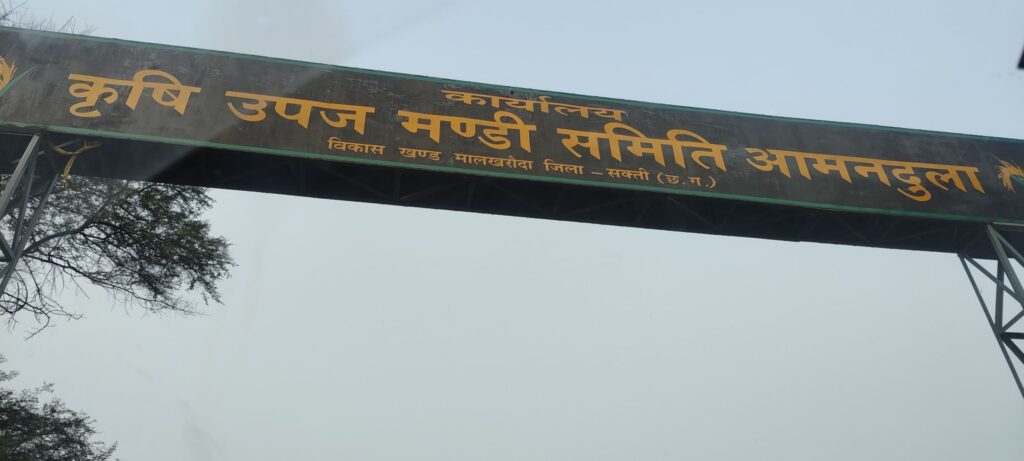 कार्यालय
कृषि उपज मण्डी समिति आमनदुला
विकास खण्ड मालखरौदा जिला – सक्ती (छ.ग.)